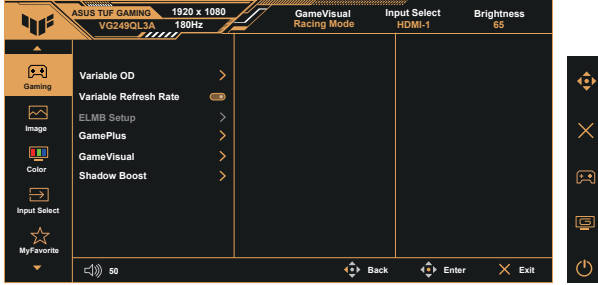 ASUS TUF GAMING 1920 x 1080 GameVisual Input Select Brightness
VG249QL3A 180Hz Racing Mode HDMI-1 65
Gaming
Image
Color
Input Select
MyFavorite
Variable OD
Variable Refresh Rate
ELMB Setup
GamePlus
GameVisual
Shadow Boost
50 Back Enter Exit